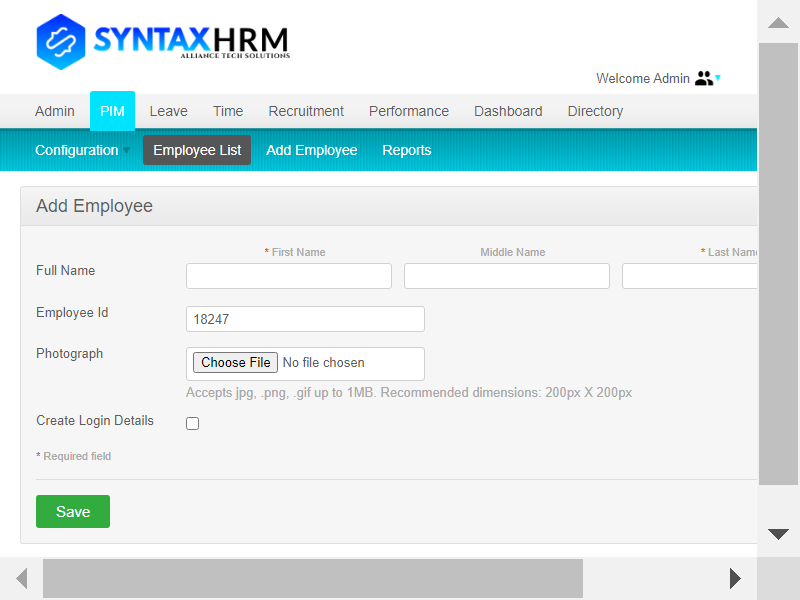 SYNTAXHRM
ALLIANCE TECH SOLUTIONS
Welcome Admin
Admin PIM Leave Time Recruitment Performance Dashboard Directory
Configuration Employee List Add Employee Reports
Add Employee
* First Name Middle Name * Last Name
Full Name
Employee Id 18247
Photograph Choose File No file chosen
Accepts jpg, .png, .gif up to 1MB. Recommended dimensions: 200px X 200px
Create Login Details
* Required field
Save